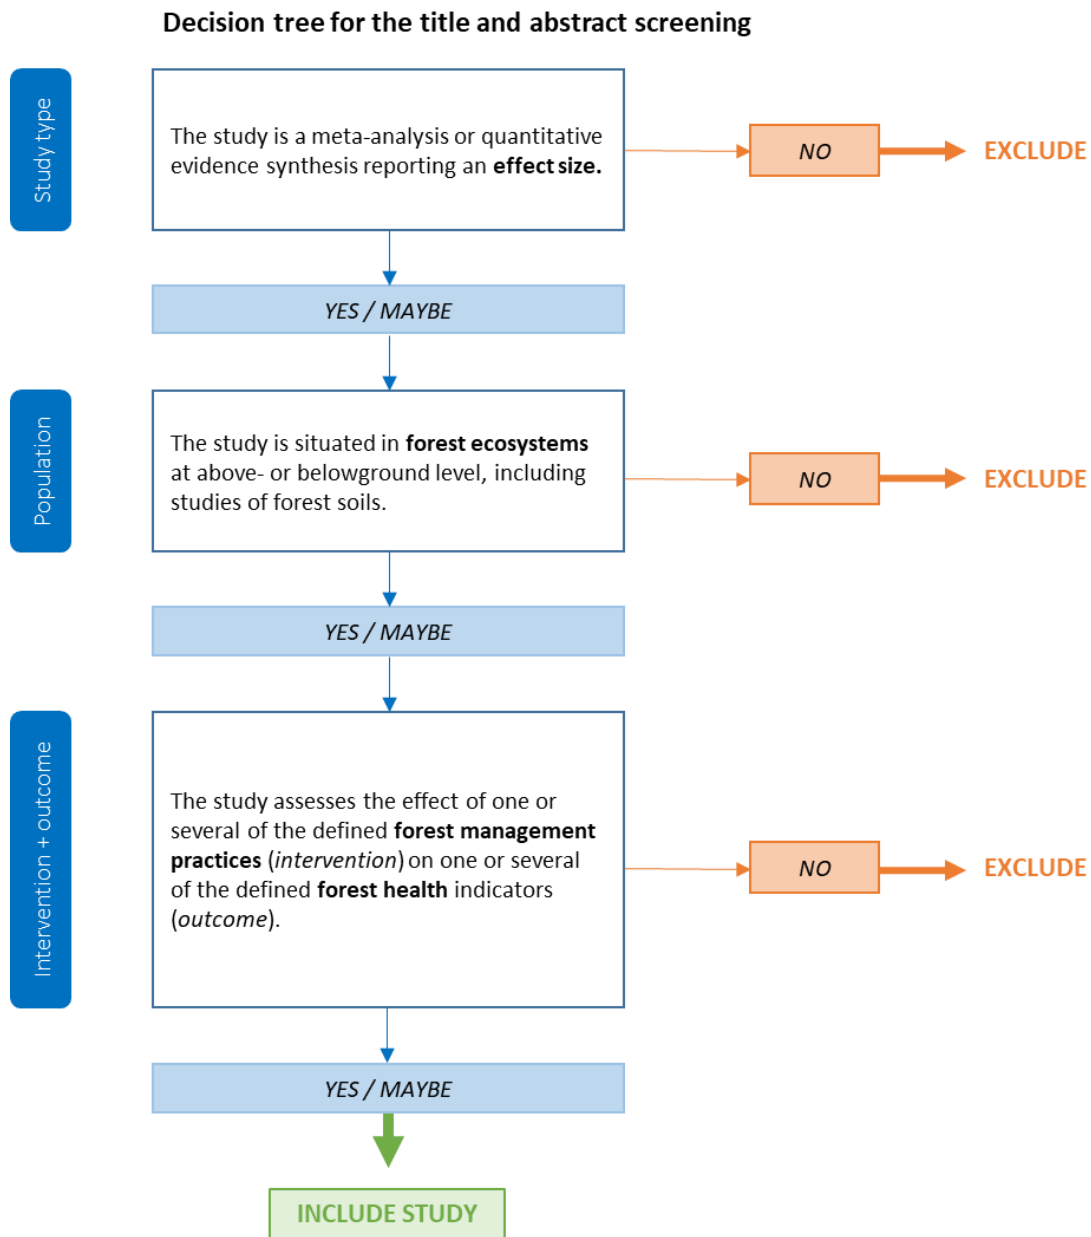 Decision tree for the title and abstract screening
Study type
The study is a meta-analysis or quantitative
evidence synthesis reporting an effect size.
NO
EXCLUDE
YES / MAYBE
Population
The study is situated in forest ecosystems
at above- or belowground level, including
studies of forest soils.
NO
EXCLUDE
YES / MAYBE
Intervention + outcome
The study assesses the effect of one or
several of the defined forest management
practices (intervention) on one or several
of the defined forest health indicators
(outcome).
NO
EXCLUDE
YES / MAYBE
INCLUDE STUDY